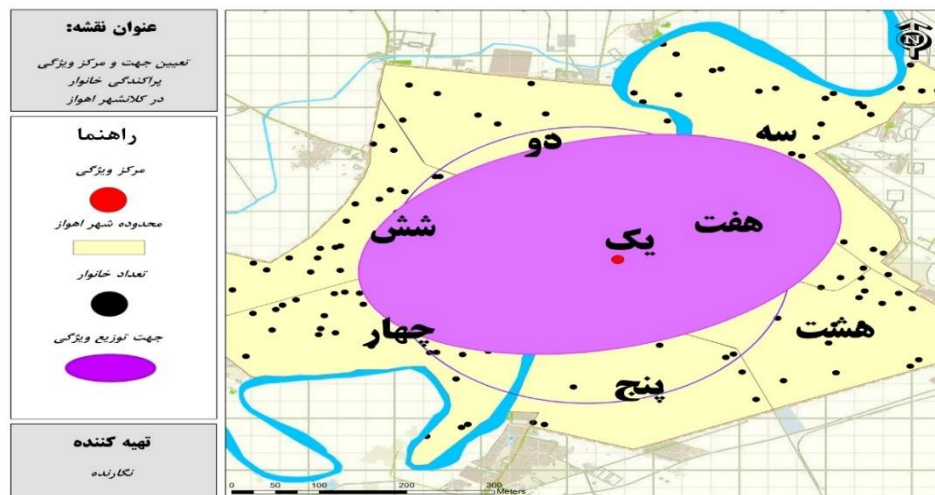 عنوان نقشه:
تعیین جهت و مرکز ویژگی
پراکندگی خانوار
در کلانشهر اهواز
راهنما
مرکز ویژگی
محدوده شهر اهواز
تعداد خانوار
جهت توزیع ویژگی
تهیه کننده
نگارنده
N
سه
دو
هفت
یک
شش
هشت
چهار
پنج
0 50 100 200 300
Meters